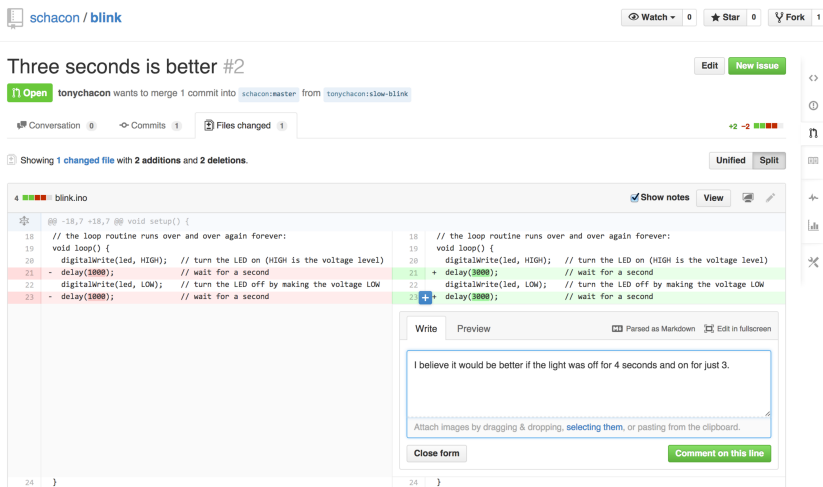 schacon / blink
Watch 0 Star 0 Fork 1
Three seconds is better #2
Edit New Issue
Open tonychacon wants to merge 1 commit into schacon:master from tonychacon:slow-blink
Conversation 0 Commits 1 Files changed 1 +2 −2
Showing 1 changed file with 2 additions and 2 deletions.
Unified Split
4 blink.ino Show notes View
@@ -18,7 +18,7 @@ void setup() {
18 // the loop routine runs over and over again forever: 18 // the loop routine runs over and over again forever:
19 void loop() { 19 void loop() {
20 digitalWrite(led, HIGH); // turn the LED on (HIGH is the voltage level) 20 digitalWrite(led, HIGH); // turn the LED on (HIGH is the voltage level)
21 - delay(1000); // wait for a second 21 + delay(3000); // wait for a second
22 digitalWrite(led, LOW); // turn the LED off by making the voltage LOW 22 digitalWrite(led, LOW); // turn the LED off by making the voltage LOW
23 - delay(1000); // wait for a second 23 + delay(3000); // wait for a second
Write Preview Parsed as Markdown Edit in fullscreen
I believe it would be better if the light was off for 4 seconds and on for just 3.
Attach images by dragging & dropping, selecting them, or pasting from the clipboard.
Close form Comment on this line
24 } 24 }